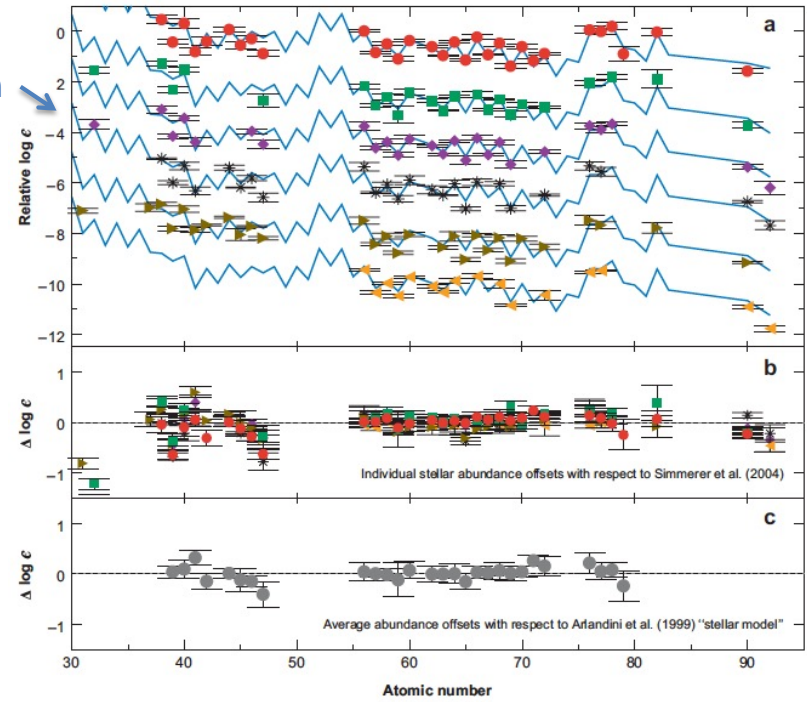 a
0
−2
−4
−6
−8
−10
−12
Relative log ϵ
b
1
0
−1
Δ log ϵ
Individual stellar abundance offsets with respect to Simmerer et al. (2004)
c
1
0
−1
Δ log ϵ
Average abundance offsets with respect to Arlandini et al. (1999) "stellar model"
30
40
50
60
70
80
90
Atomic number